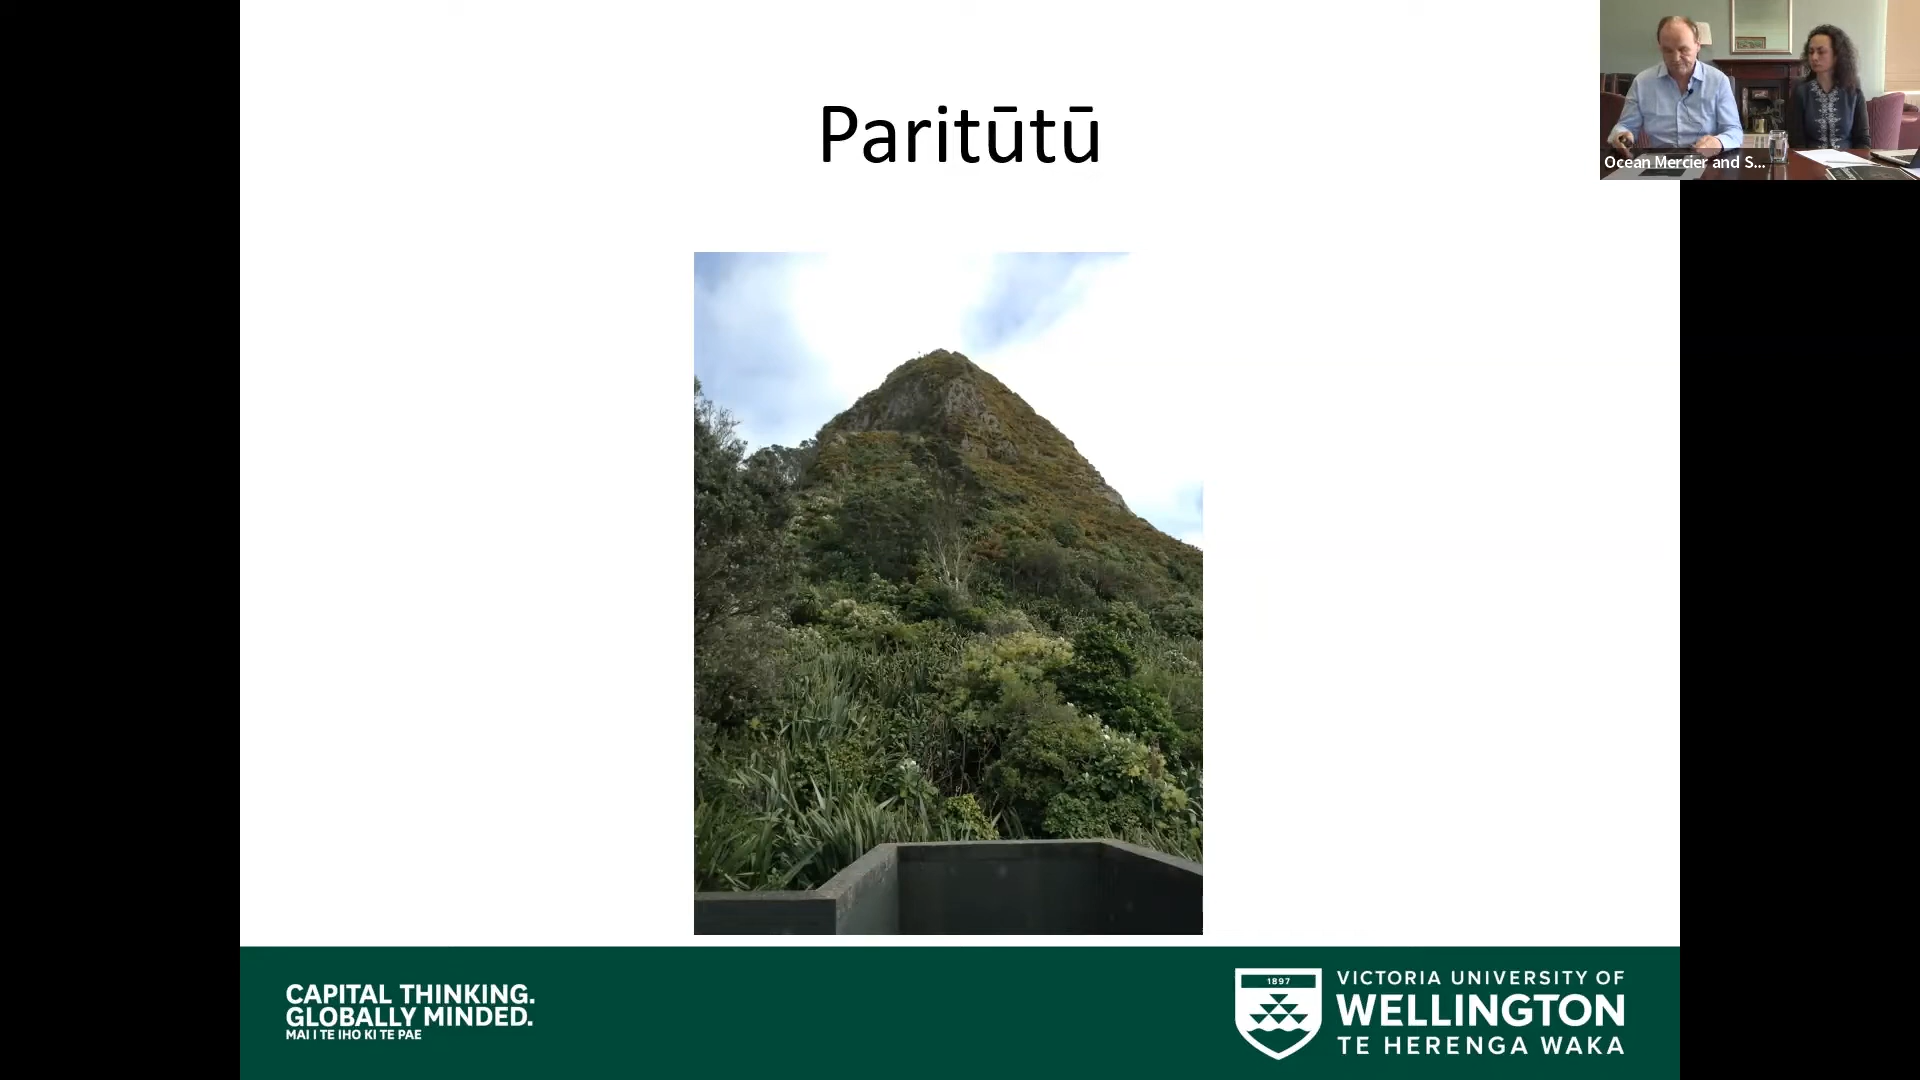 Paritūtū
Ocean Mercier and S...
CAPITAL THINKING.
GLOBALLY MINDED.
MAI I TE IHO KI TE PAE
1897
VICTORIA UNIVERSITY OF
WELLINGTON
TE HERENGA WAKA